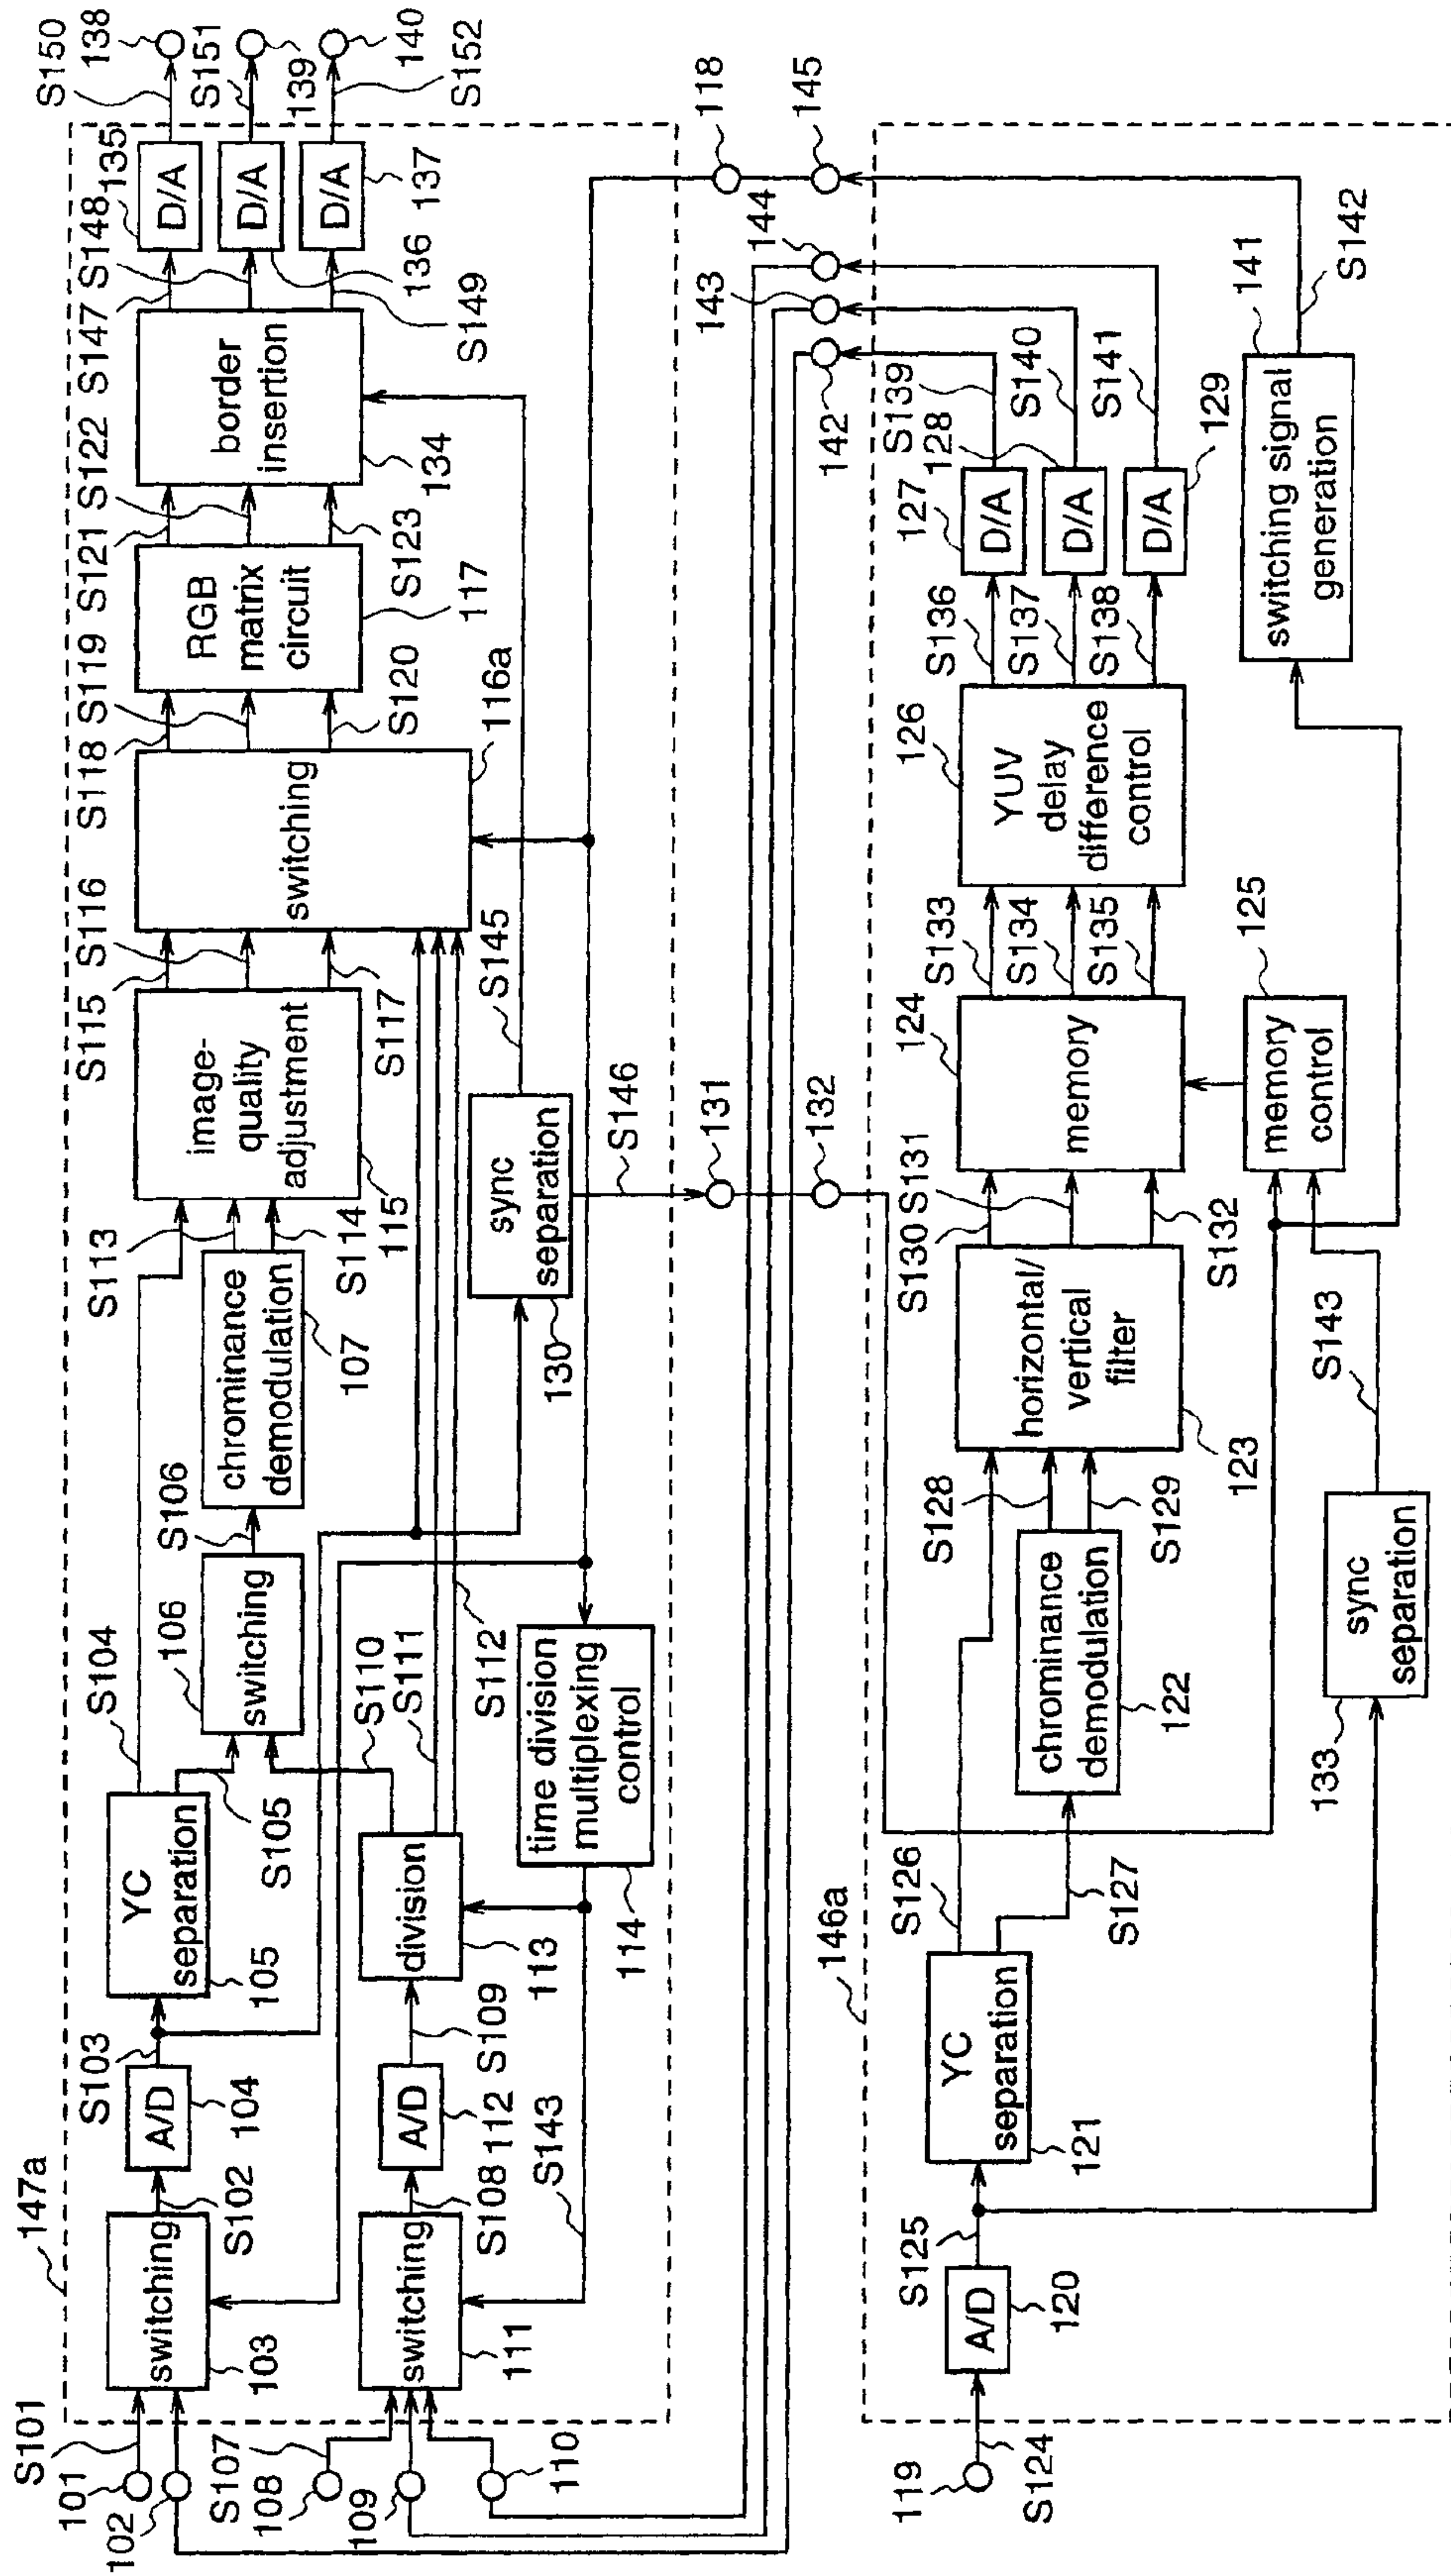 147a
S101
101
102
switching
103
S102
A/D
104
S103
YC
separation
105
S104
S105
switching
106
S106
chrominance
demodulation
107
S113
S114
image-
quality
adjustment
115
S115
S116
S117
switching
116a
S118
S119
S120
RGB
matrix
circuit
117
S121
S122
S123
border
insertion
134
S147
S148
S149
D/A
135
D/A
136
D/A
137
S150
138
S151
139
S152
140
S107
108
109
110
switching
111
S108
A/D
112
S109
division
113
S110
S111
S112
S143
time division
multiplexing
control
114
sync
separation
130
S145
S146
131
132
118
145
144
143
142
146a
119
S124
A/D
120
S125
YC
separation
121
S126
S127
chrominance
demodulation
122
S128
S129
horizontal/
vertical
filter
123
S130
S131
S132
memory
124
S133
S134
S135
YUV
delay
difference
control
126
S136
S137
S138
D/A
127
D/A
128
D/A
129
S139
S140
S141
sync
separation
133
S143
memory
control
125
switching signal
generation
141
S142